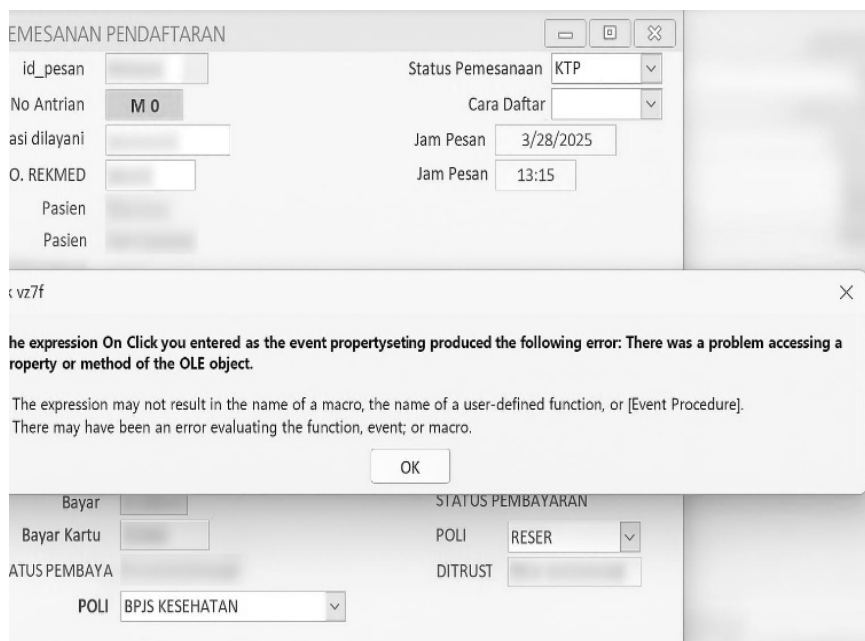 EMESANAN PENDAFTARAN
id_pesan
Status Pemesanaan KTP
No Antrian M 0
Cara Daftar
asi dilayani
Jam Pesan 3/28/2025
O. REKMED
Jam Pesan 13:15
Pasien
Pasien
k vz7f
he expression On Click you entered as the event propertyseting produced the following error: There was a problem accessing a
roperty or method of the OLE object.
The expression may not result in the name of a macro, the name of a user-defined function, or [Event Procedure].
There may have been an error evaluating the function, event; or macro.
OK
Bayar
STATUS PEMBAYARAN
Bayar Kartu
POLI RESER
ATUS PEMBAYA
DITRUST
POLI BPJS KESEHATAN